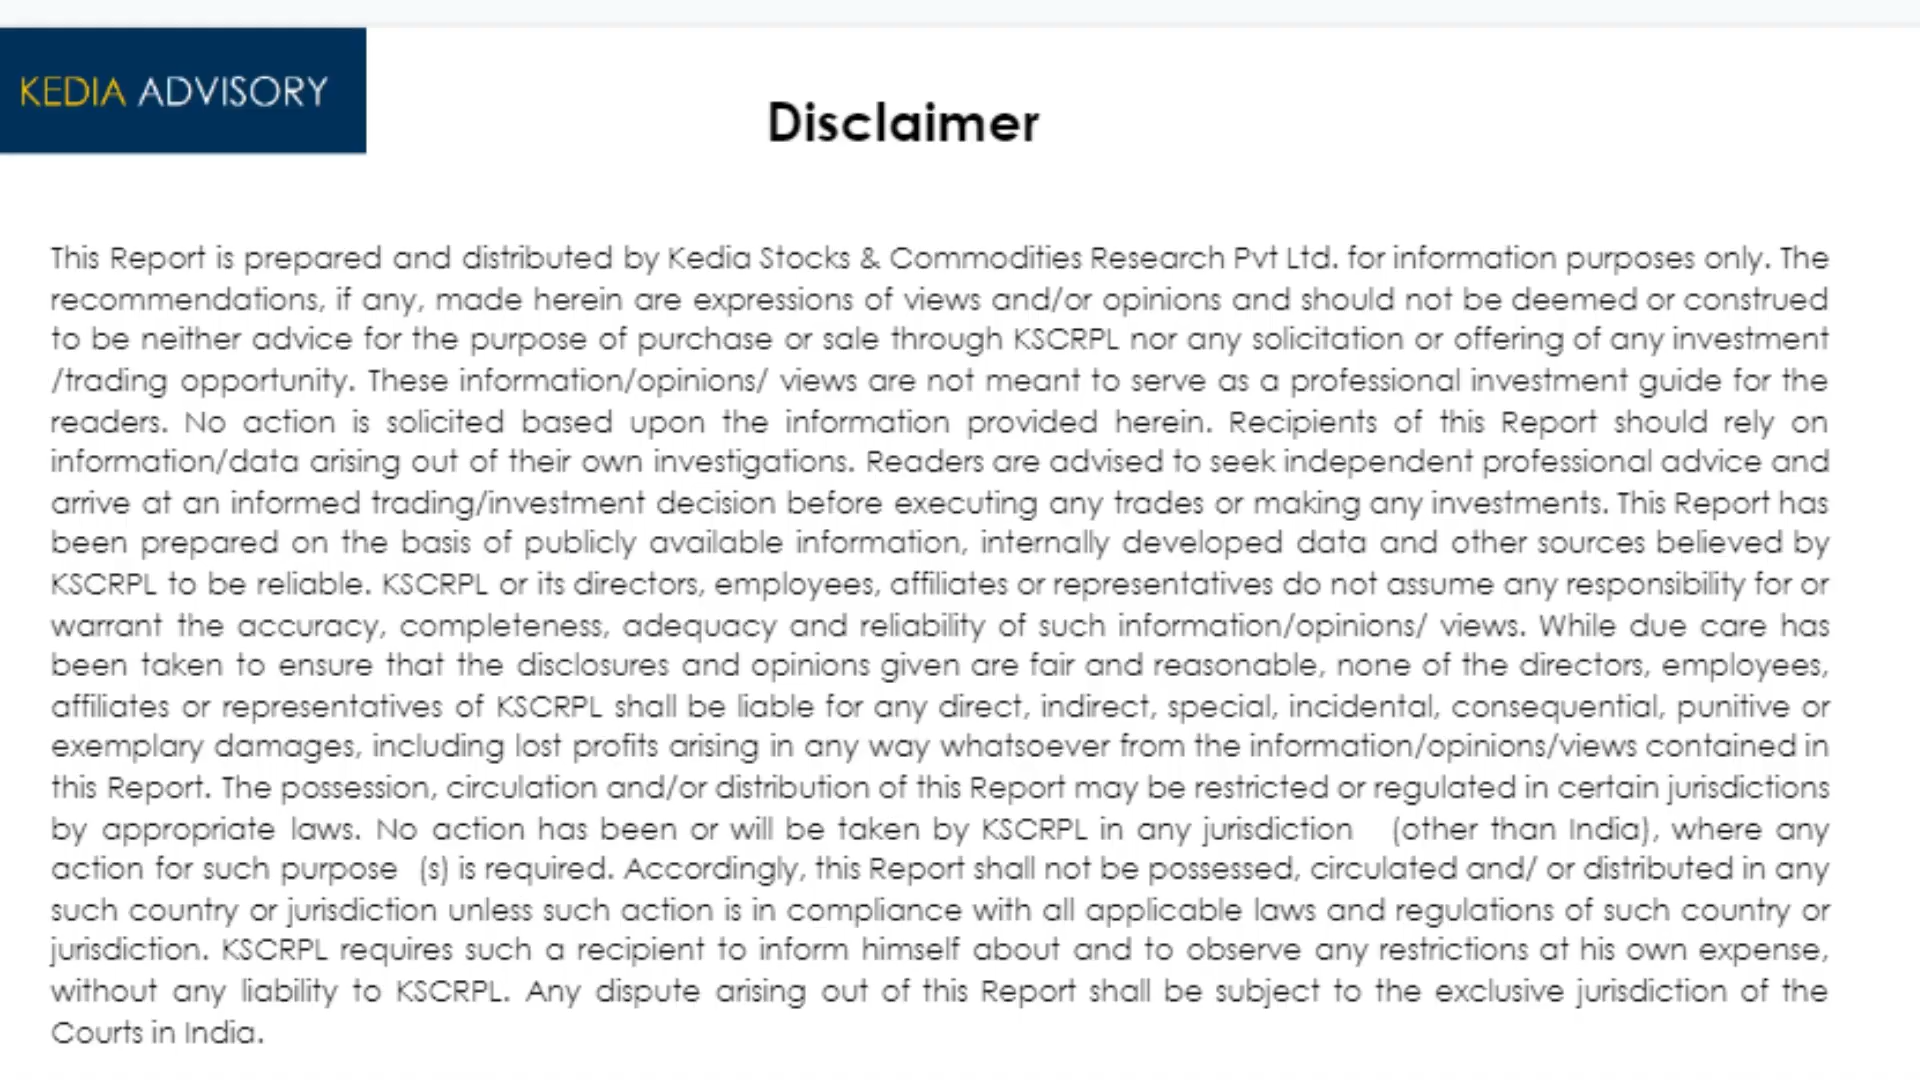 KEDIA ADVISORY
Disclaimer
This Report is prepared and distributed by Kedia Stocks & Commodities Research Pvt Ltd. for information purposes only. The
recommendations, if any, made herein are expressions of views and/or opinions and should not be deemed or construed
to be neither advice for the purpose of purchase or sale through KSCRPL nor any solicitation or offering of any investment
/trading opportunity. These information/opinions/ views are not meant to serve as a professional investment guide for the
readers. No action is solicited based upon the information provided herein. Recipients of this Report should rely on
information/data arising out of their own investigations. Readers are advised to seek independent professional advice and
arrive at an informed trading/investment decision before executing any trades or making any investments. This Report has
been prepared on the basis of publicly available information, internally developed data and other sources believed by
KSCRPL to be reliable. KSCRPL or its directors, employees, affiliates or representatives do not assume any responsibility for or
warrant the accuracy, completeness, adequacy and reliability of such information/opinions/ views. While due care has
been taken to ensure that the disclosures and opinions given are fair and reasonable, none of the directors, employees,
affiliates or representatives of KSCRPL shall be liable for any direct, indirect, special, incidental, consequential, punitive or
exemplary damages, including lost profits arising in any way whatsoever from the information/opinions/views contained in
this Report. The possession, circulation and/or distribution of this Report may be restricted or regulated in certain jurisdictions
by appropriate laws. No action has been or will be taken by KSCRPL in any jurisdiction (other than India), where any
action for such purpose (s) is required. Accordingly, this Report shall not be possessed, circulated and/ or distributed in any
such country or jurisdiction unless such action is in compliance with all applicable laws and regulations of such country or
jurisdiction. KSCRPL requires such a recipient to inform himself about and to observe any restrictions at his own expense,
without any liability to KSCRPL. Any dispute arising out of this Report shall be subject to the exclusive jurisdiction of the
Courts in India.